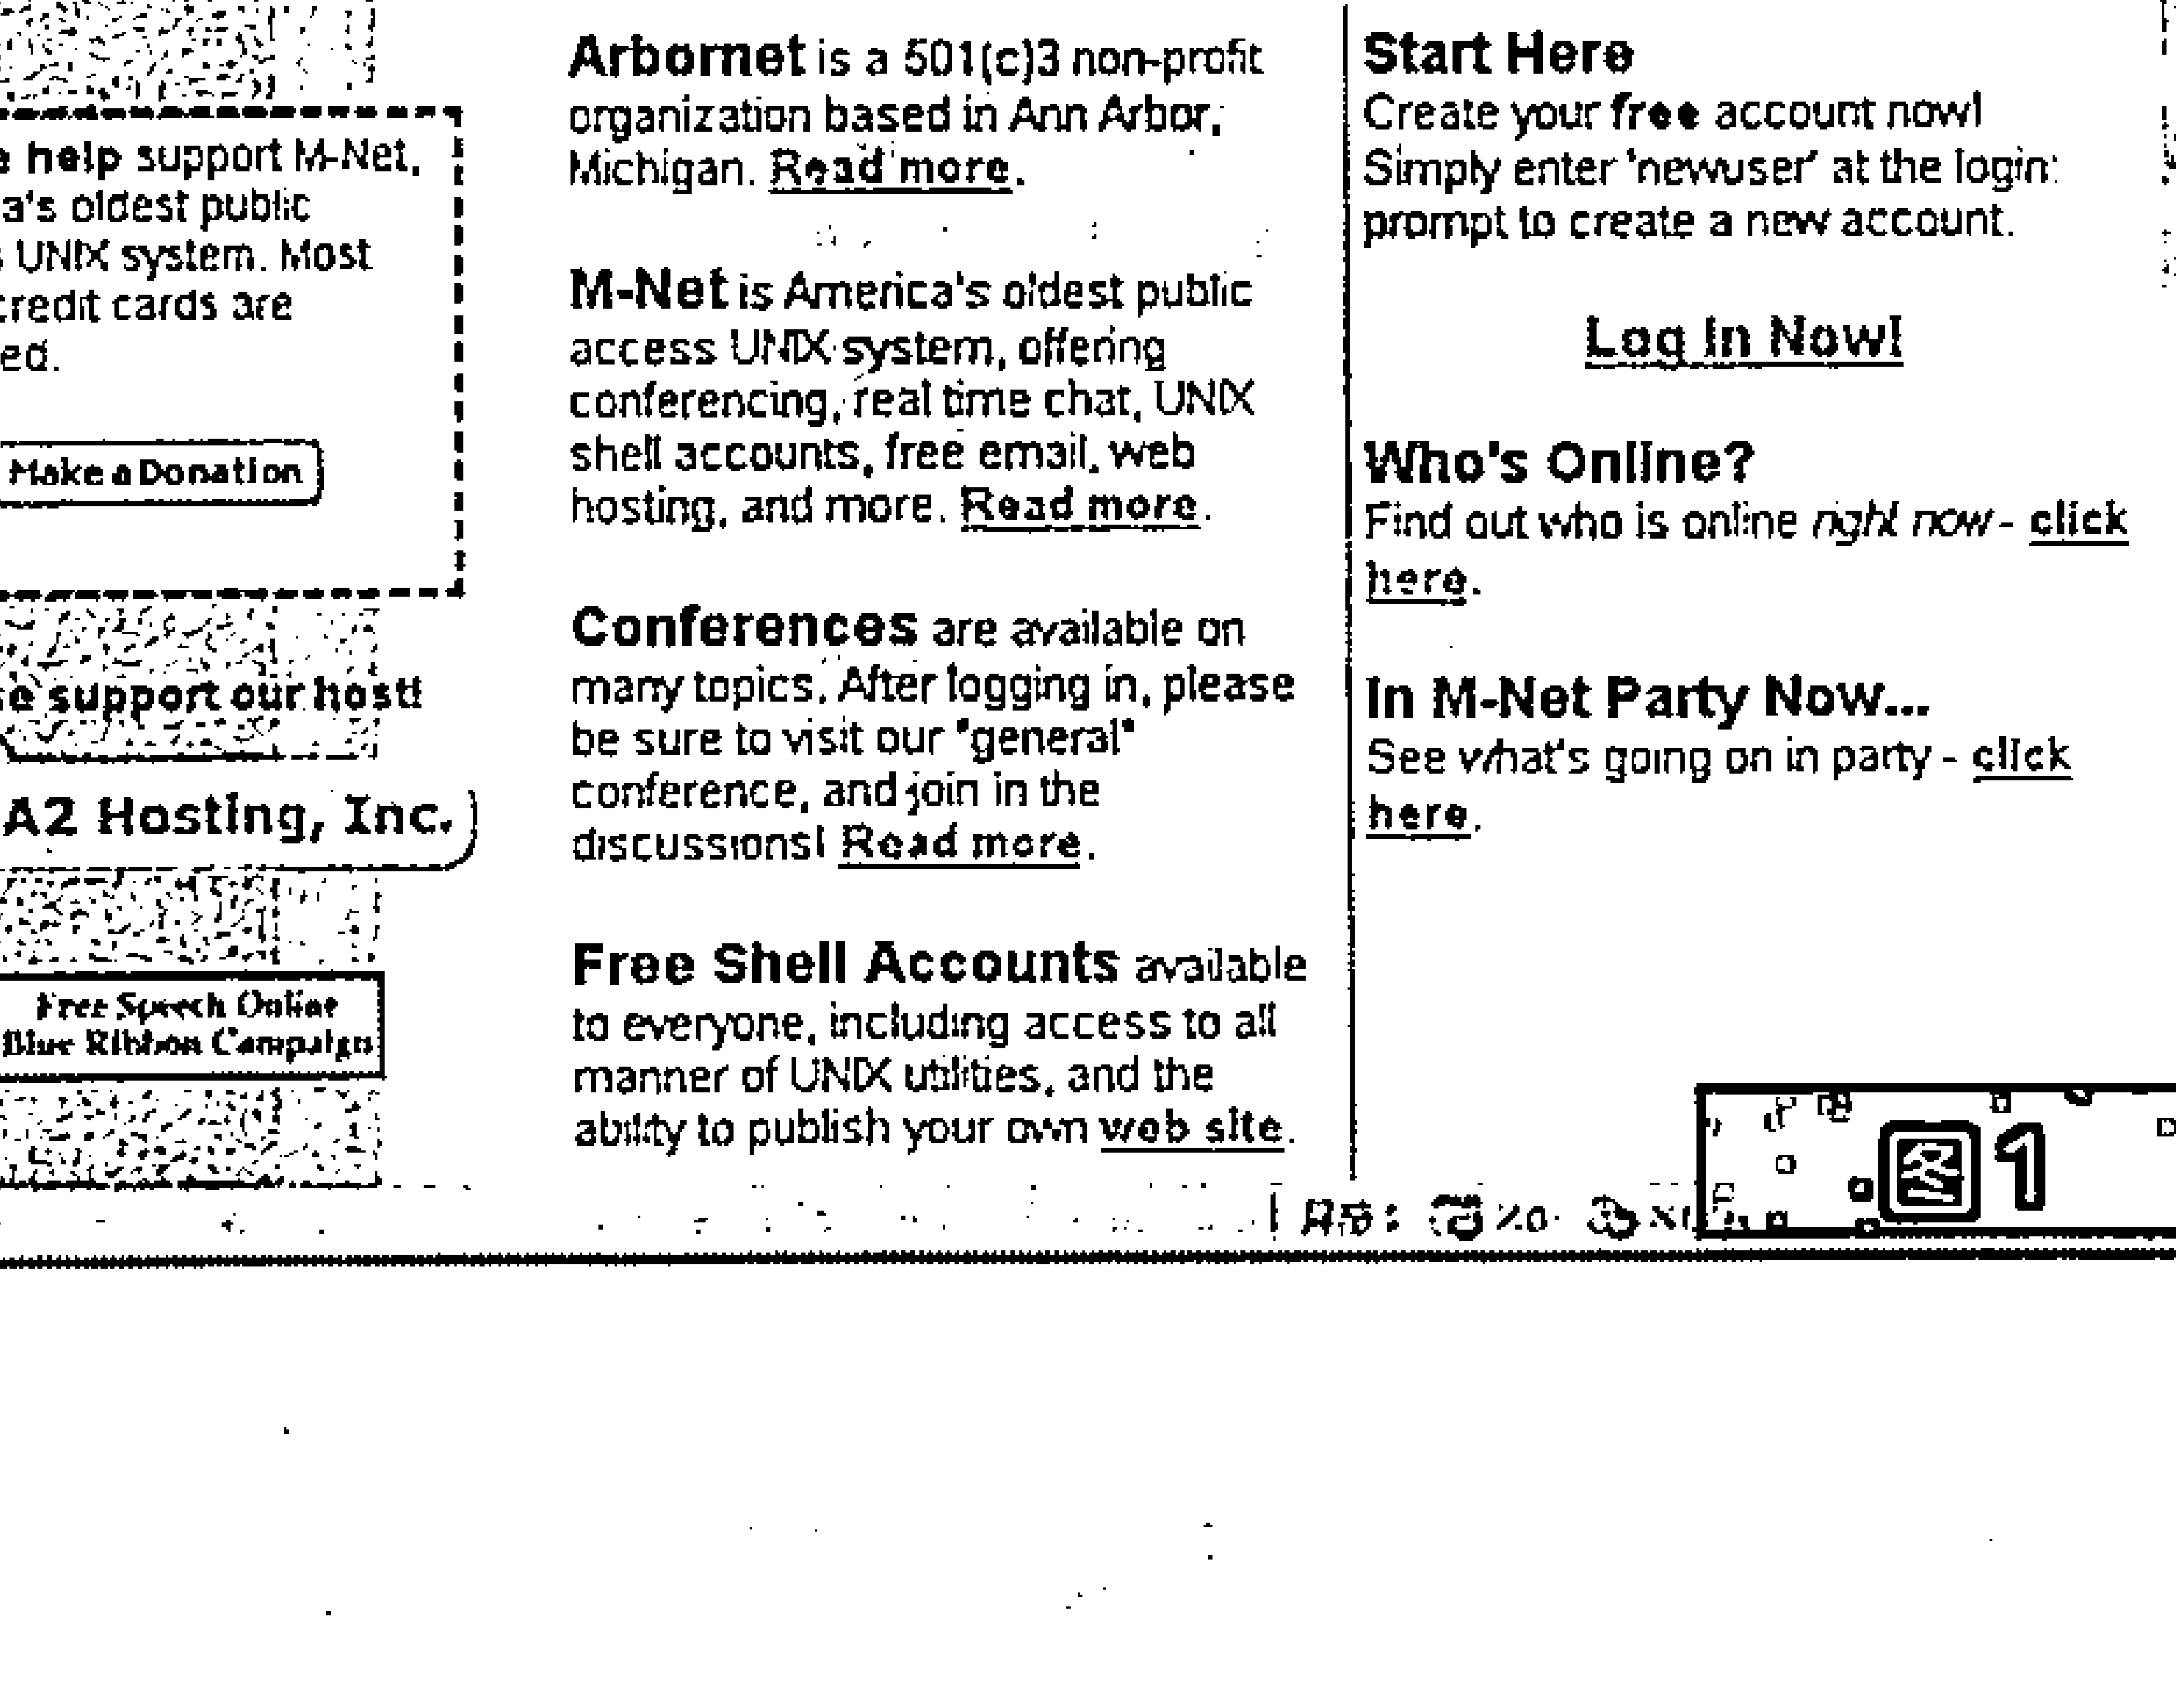 help support M-Net,
a's oldest public
UNIX system. Most
credit cards are
ed.
Make a Donation
se support our host!
A2 Hosting, Inc.
Free Speech Online
Blue Ribbon Campaign
Arbornet is a 501(c)3 non-profit
organization based in Ann Arbor,
Michigan. Read more.
M-Net is America's oldest public
access UNIX system, offering
conferencing, real time chat, UNIX
shell accounts, free email, web
hosting, and more. Read more.
Conferences are available on
many topics. After logging in, please
be sure to visit our "general"
conference, and join in the
discussions! Read more.
Free Shell Accounts available
to everyone, including access to all
manner of UNIX utilities, and the
ability to publish your own web site.
Start Here
Create your free account now!
Simply enter 'newuser' at the login:
prompt to create a new account.
Log In Now!
Who's Online?
Find out who is online right now - click
here.
In M-Net Party Now...
See what's going on in party - click
here.
图1